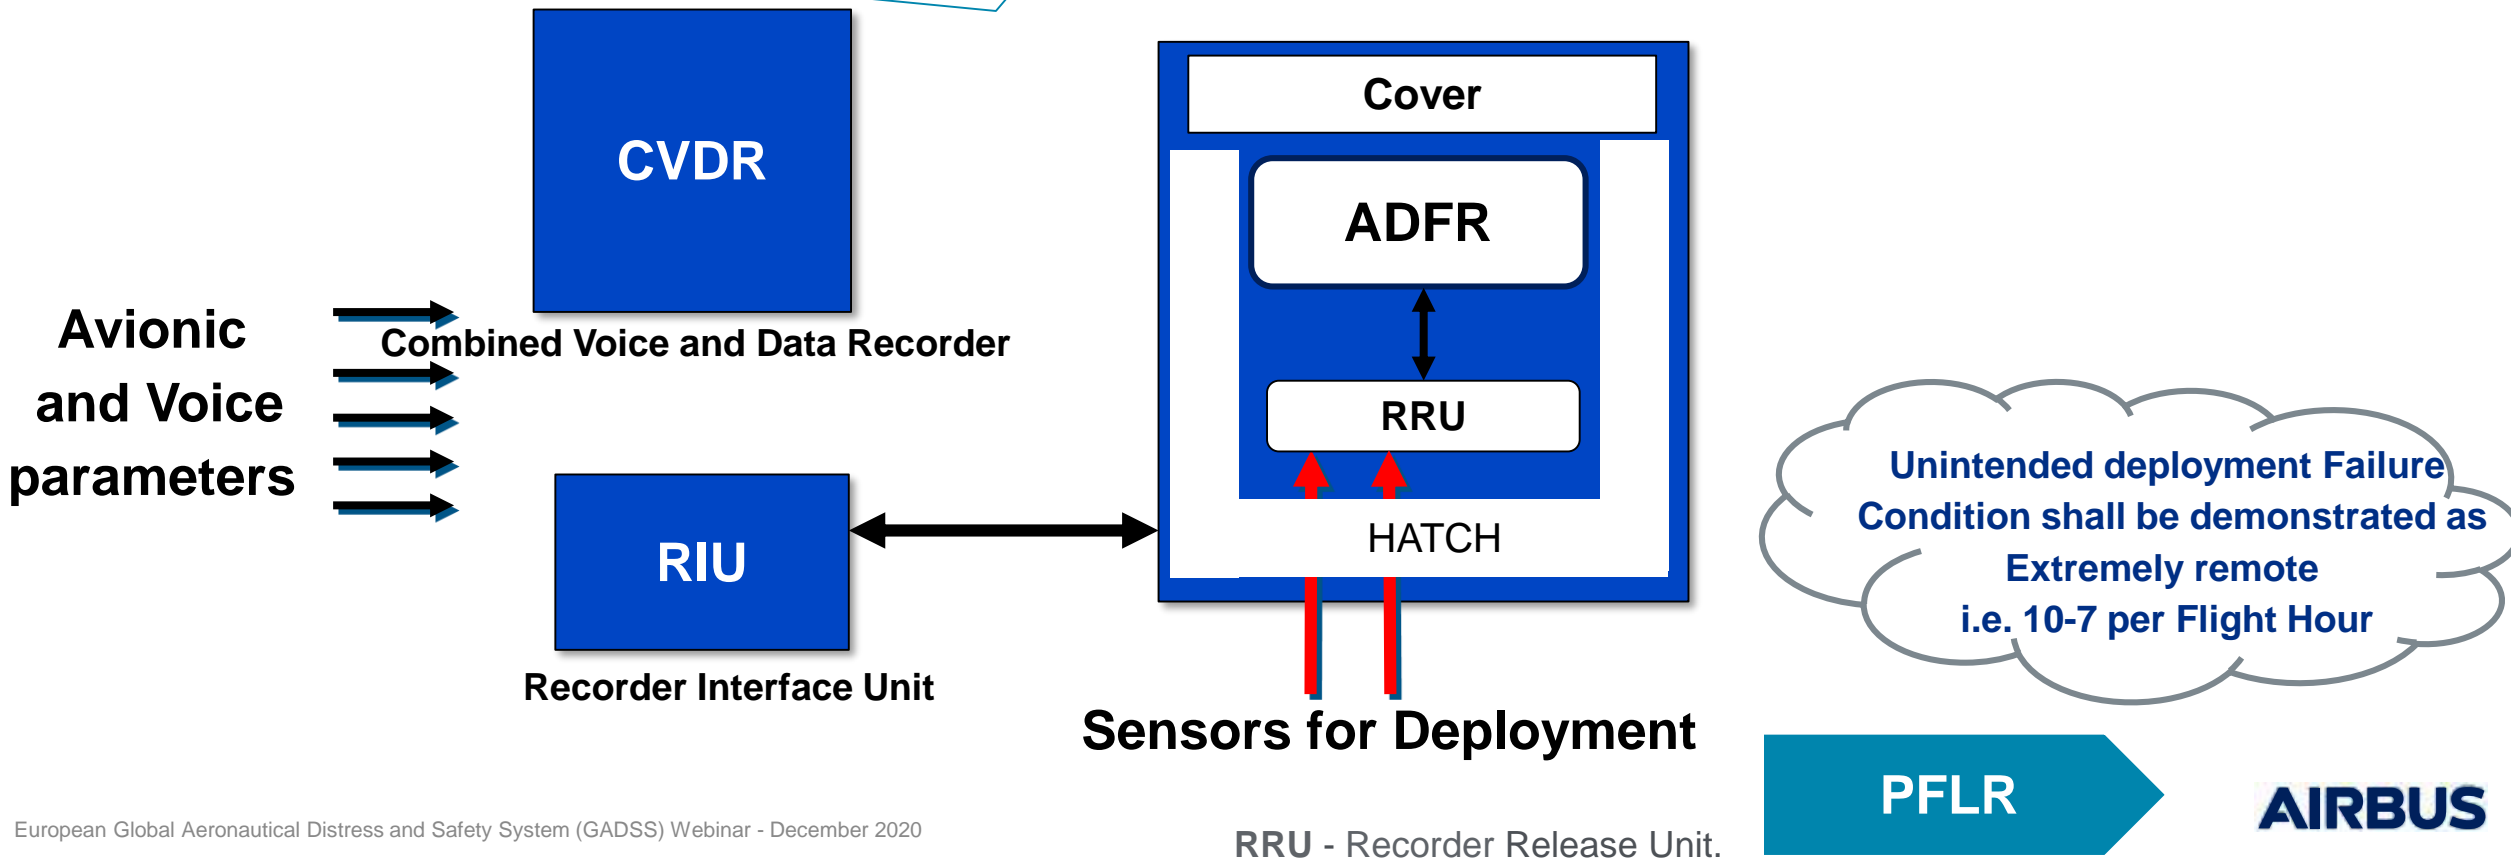 CVDR
Combined Voice and Data Recorder
Avionic
and Voice
parameters
RIU
Recorder Interface Unit
Cover
ADFR
RRU
HATCH
Sensors for Deployment
Unintended deployment Failure
Condition shall be demonstrated as
Extremely remote
i.e. 10-7 per Flight Hour
PFLR
AIRBUS
European Global Aeronautical Distress and Safety System (GADSS) Webinar - December 2020
RRU - Recorder Release Unit.